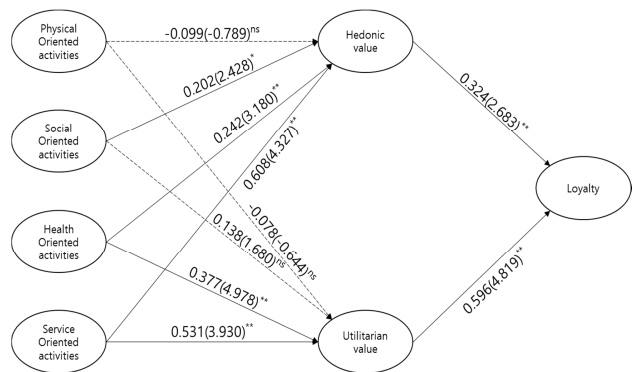 Physical
Oriented
activities
-0.099(-0.789)ns
Hedonic
value
0.202(2.428)*
0.324(2.683)**
0.242(3.180)**
Social
Oriented
activities
0.608(4.327)**
Loyalty
-0.078(-0.644)ns
0.138(1.680)ns
Health
Oriented
activities
0.377(4.978)**
0.596(4.819)**
Service
Oriented
activities
0.531(3.930)**
Utilitarian
value